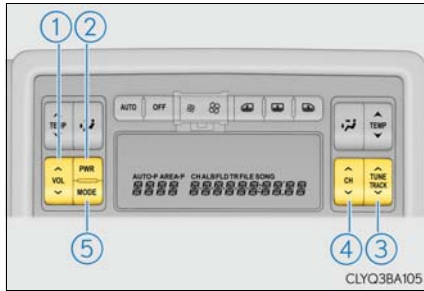 1 2
AUTO OFF
TEMP TEMP
VOL PWR MODE
AUTO-P AREA-P CH ALB FLD TR FILE SONG
CH TUNE TRACK
5 4 3
CLYQ3BA105